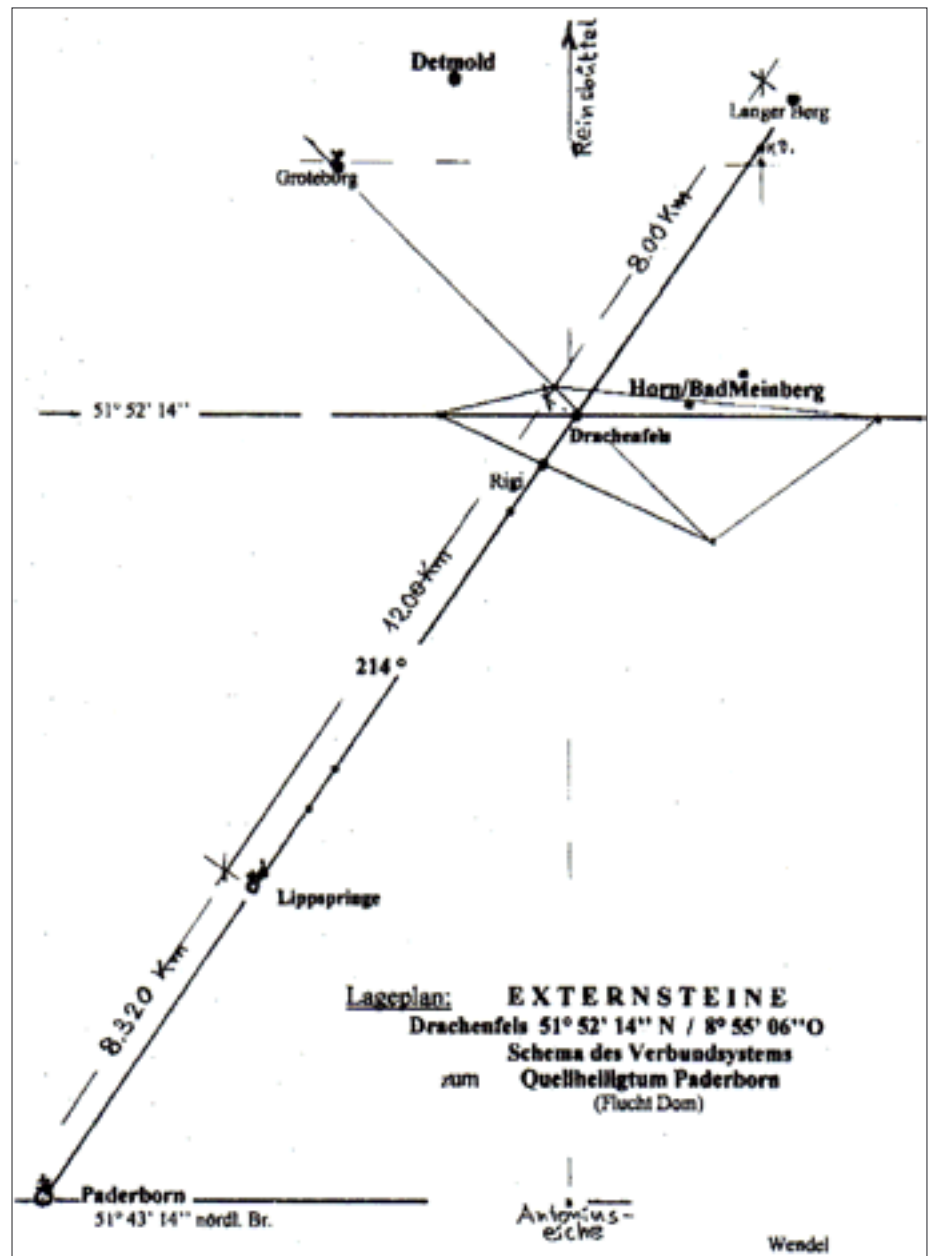 Detmold
Reinsbüttel
Langer Berg
Groteburg
8.00 Km
Horn/BadMeinberg
51° 52' 14''
Drachenfels
Rigi
12.00 Km
214°
Lippspringe
8.320 Km
Lageplan: EXTERNSTEINE
Drachenfels 51° 52' 14'' N / 8° 55' 06''O
Schema des Verbundsystems
zum Quellheiligtum Paderborn
(Flucht Dom)
Paderborn
51° 43' 14'' nördl. Br.
Antonius-
eiche
Wendel